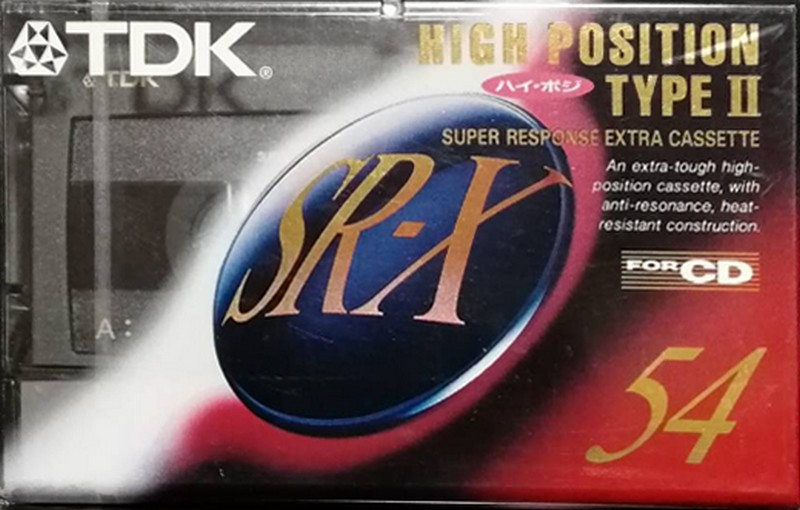 TDK®
HIGH POSITION
ハイ・ポジ
TYPE II
SUPER RESPONSE EXTRA CASSETTE
An extra-tough high-
position cassette, with
anti-resonance, heat-
resistant construction.
SR-X
FOR CD
A:
54